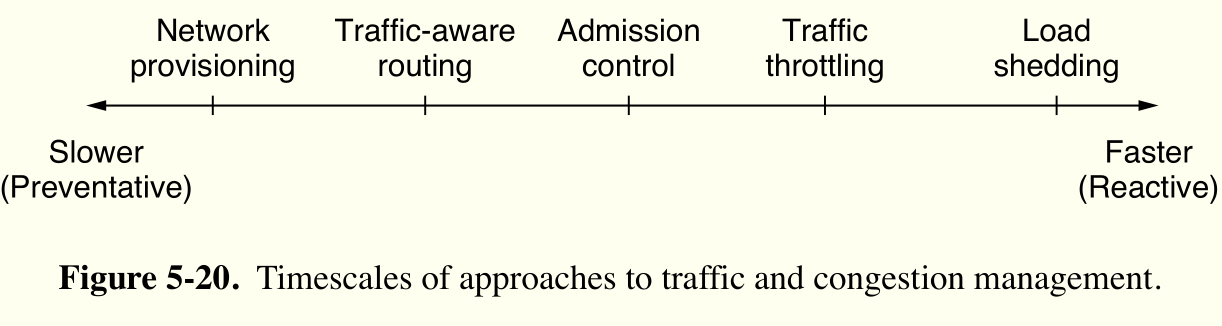 Network provisioning
Traffic-aware routing
Admission control
Traffic throttling
Load shedding
Slower (Preventative)
Faster (Reactive)
Figure 5-20. Timescales of approaches to traffic and congestion management.